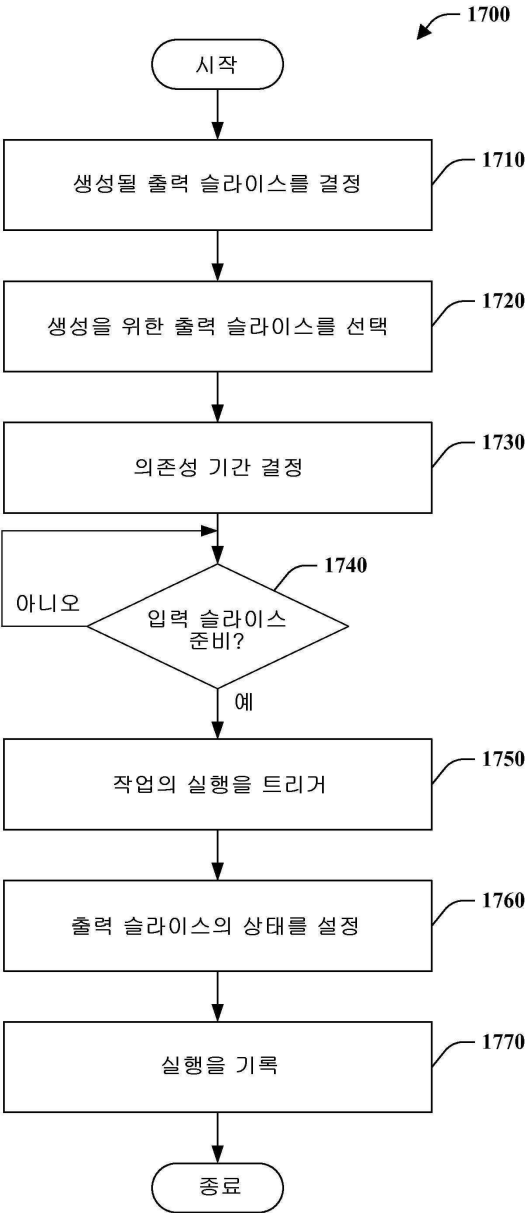 1700
시작
생성될 출력 슬라이스를 결정
1710
생성을 위한 출력 슬라이스를 선택
1720
의존성 기간 결정
1730
1740
아니오
입력 슬라이스
준비?
예
작업의 실행을 트리거
1750
출력 슬라이스의 상태를 설정
1760
실행을 기록
1770
종료